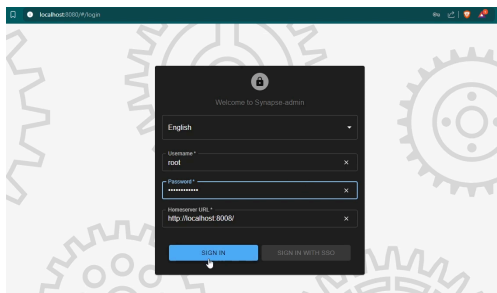 localhost:8080/#/login
Welcome to Synapse-admin
English
Username *
root
Password *
••••••••••••
Homeserver URL *
http://localhost:8008/
SIGN IN
SIGN IN WITH SSO